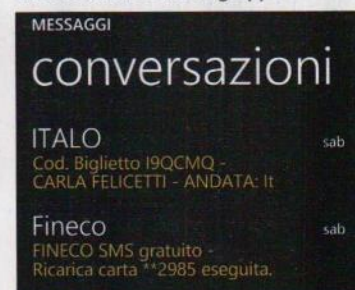 MESSAGGI
conversazioni
ITALO sab
Cod. Biglietto I9QCMQ -
CARLA FELICETTI - ANDATA: It
Fineco sab
FINECO SMS gratuito -
Ricarica carta **2985 eseguita.